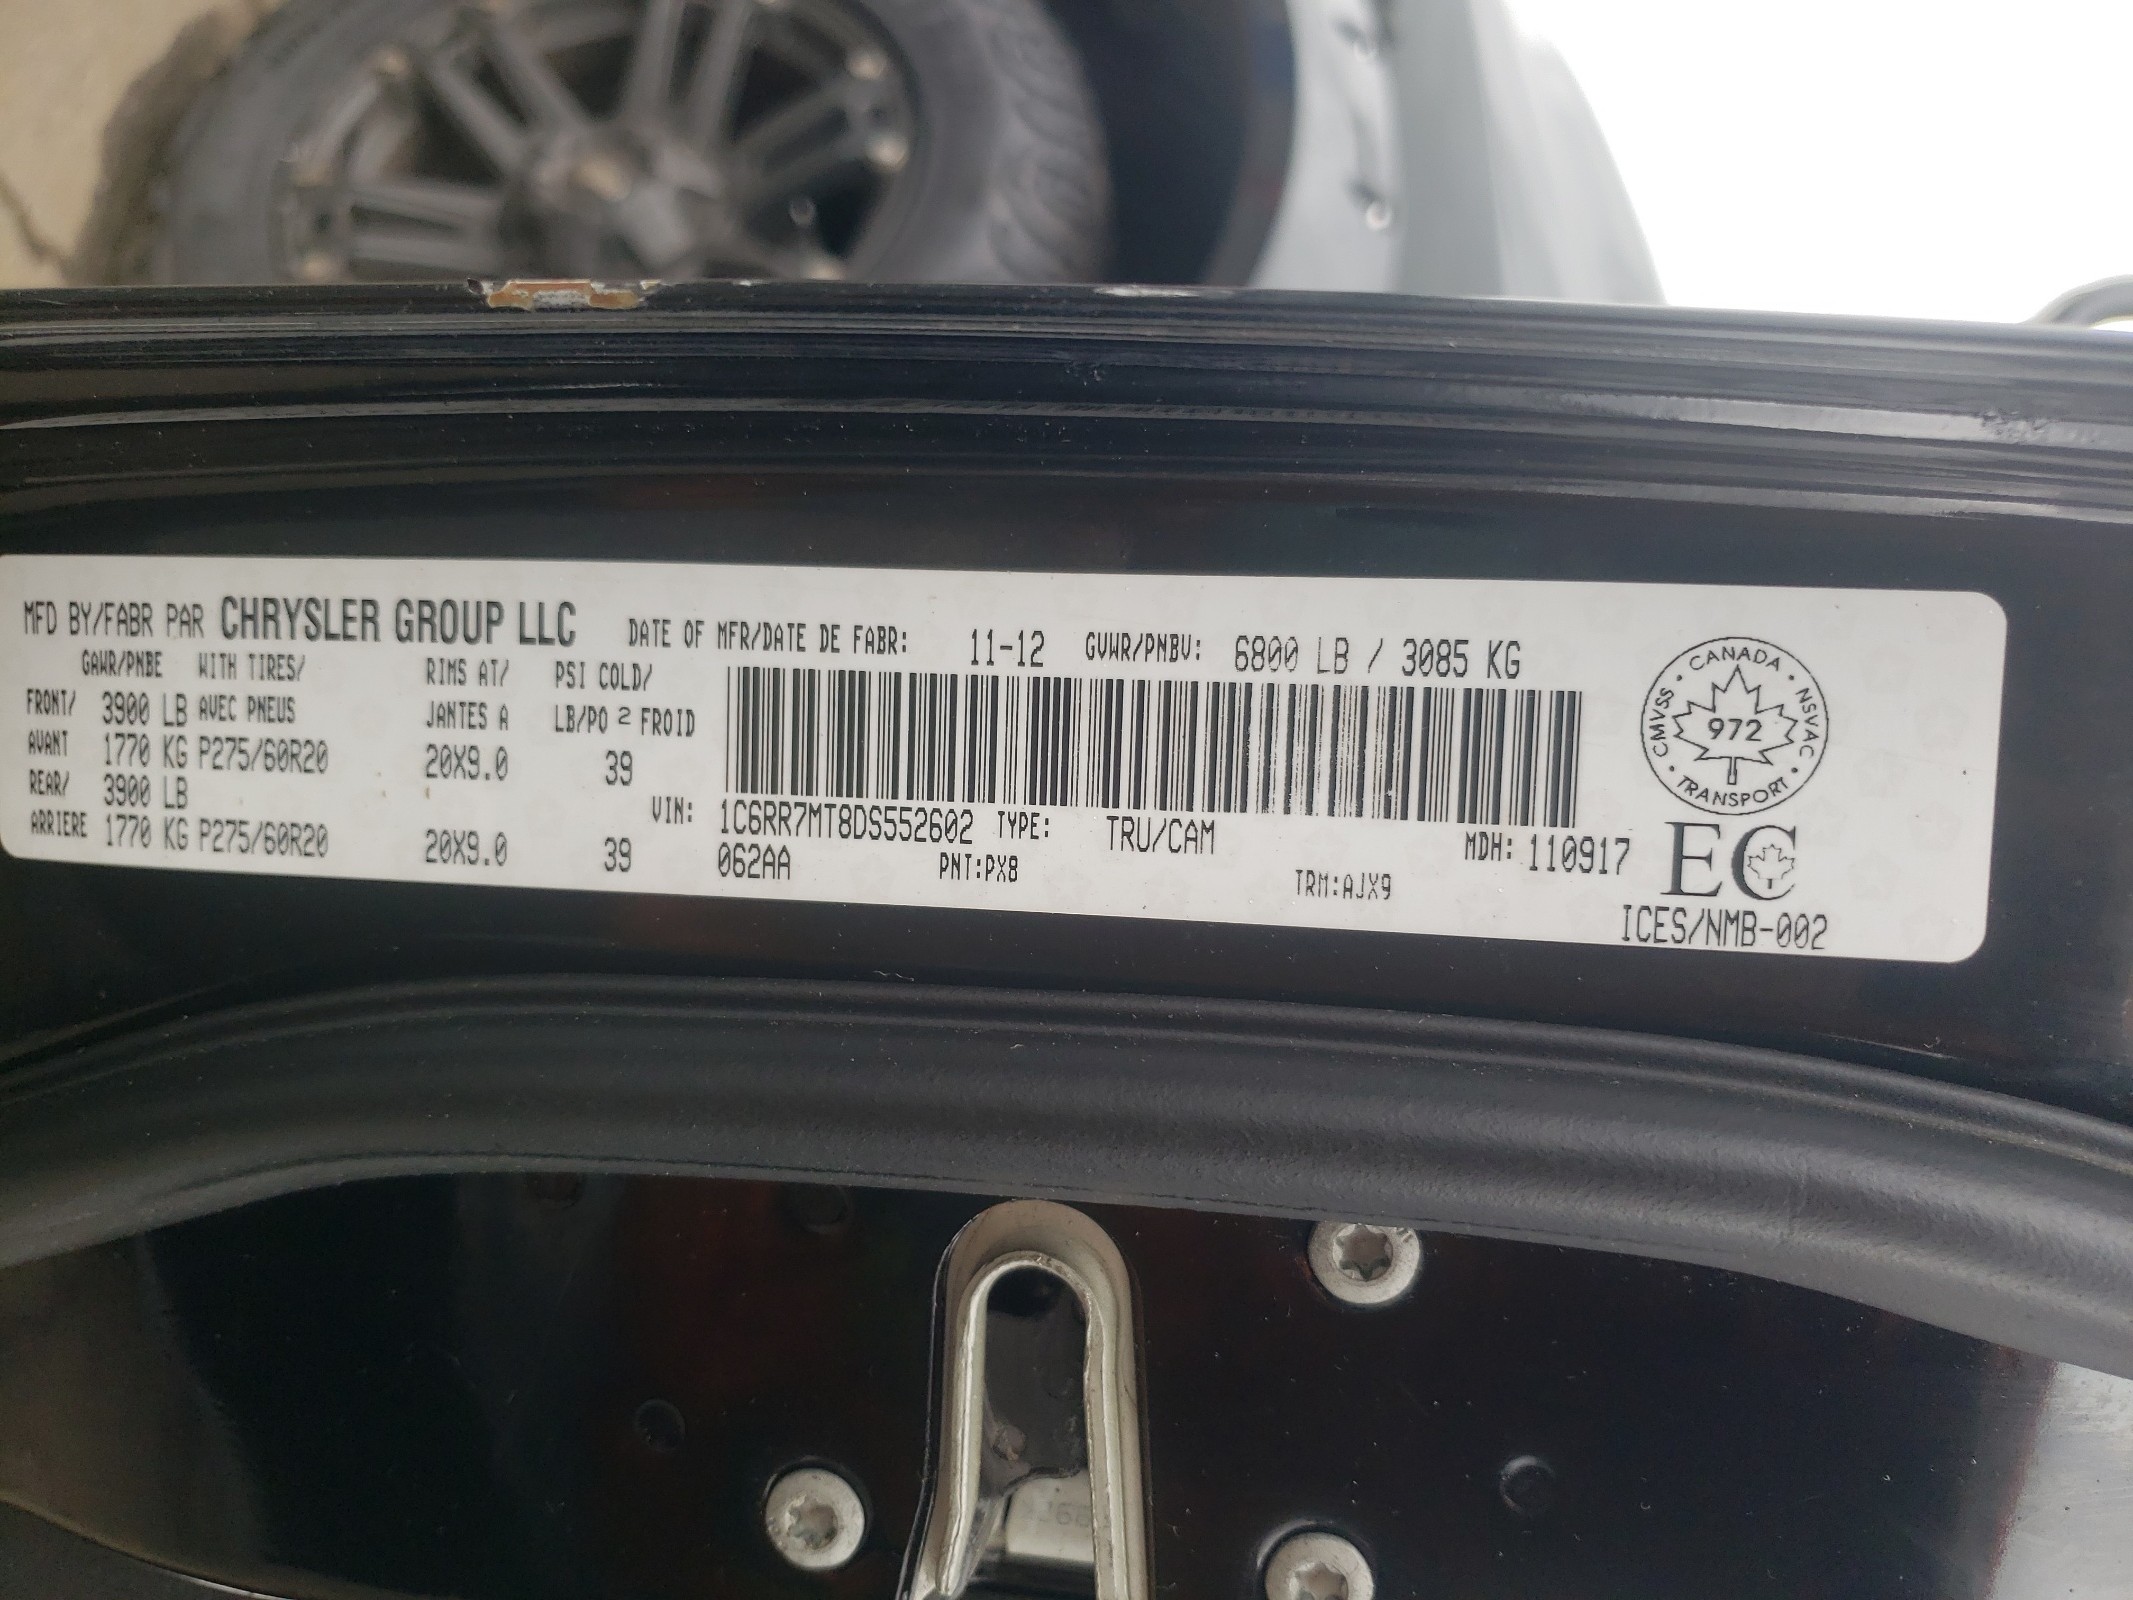 MFD BY/FABR PAR CHRYSLER GROUP LLC DATE OF MFR/DATE DE FABR: 11-12 GVWR/PNBV: 6800 LB / 3085 KG
GAWR/PNBE WITH TIRES/ RIMS AT/ PSI COLD/
FRONT/ 3900 LB AVEC PNEUS JANTES A LB/PO 2 FROID
AVANT 1770 KG P275/60R20 20X9.0 39
REAR/ 3900 LB
ARRIERE 1770 KG P275/60R20 20X9.0 39
VIN: 1C6RR7MT8DS552602 TYPE: TRU/CAM MDH: 110917
062AA PNT:PX8 TRM:AJX9
CANADA
CMVSS · NSVAC
972
TRANSPORT
EC
ICES/NMB-002